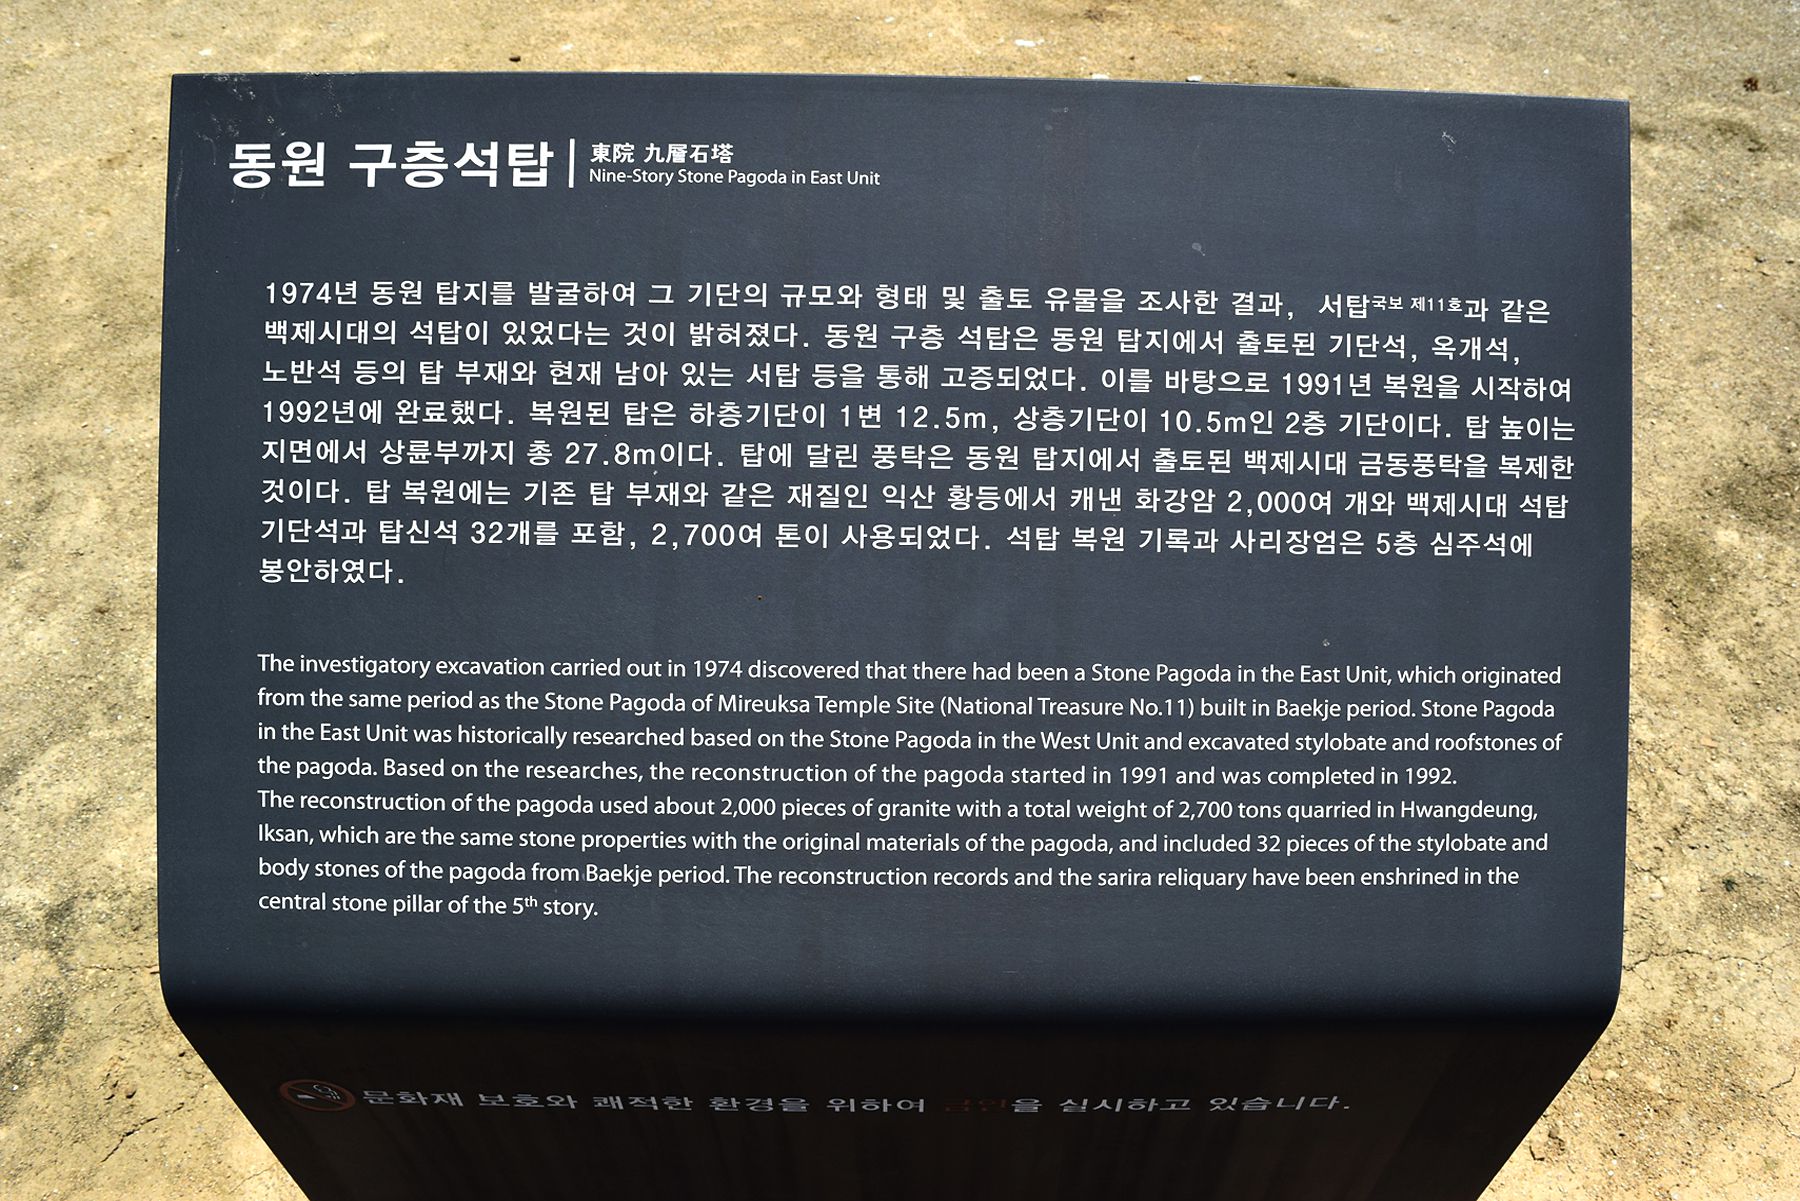 동원 구층석탑
東院 九層石塔
Nine-Story Stone Pagoda in East Unit
1974년 동원 탑지를 발굴하여 그 기단의 규모와 형태 및 출토 유물을 조사한 결과, 서탑국보 제11호과 같은
백제시대의 석탑이 있었다는 것이 밝혀졌다. 동원 구층 석탑은 동원 탑지에서 출토된 기단석, 옥개석,
노반석 등의 탑 부재와 현재 남아 있는 서탑 등을 통해 고증되었다. 이를 바탕으로 1991년 복원을 시작하여
1992년에 완료했다. 복원된 탑은 하층기단이 1변 12.5m, 상층기단이 10.5m인 2층 기단이다. 탑 높이는
지면에서 상륜부까지 총 27.8m이다. 탑에 달린 풍탁은 동원 탑지에서 출토된 백제시대 금동풍탁을 복제한
것이다. 탑 복원에는 기존 탑 부재와 같은 재질인 익산 황등에서 캐낸 화강암 2,000여 개와 백제시대 석탑
기단석과 탑신석 32개를 포함, 2,700여 톤이 사용되었다. 석탑 복원 기록과 사리장엄은 5층 심주석에
봉안하였다.
The investigatory excavation carried out in 1974 discovered that there had been a Stone Pagoda in the East Unit, which originated
from the same period as the Stone Pagoda of Mireuksa Temple Site (National Treasure No.11) built in Baekje period. Stone Pagoda
in the East Unit was historically researched based on the Stone Pagoda in the West Unit and excavated stylobate and roofstones of
the pagoda. Based on the researches, the reconstruction of the pagoda started in 1991 and was completed in 1992.
The reconstruction of the pagoda used about 2,000 pieces of granite with a total weight of 2,700 tons quarried in Hwangdeung,
Iksan, which are the same stone properties with the original materials of the pagoda, and included 32 pieces of the stylobate and
body stones of the pagoda from Baekje period. The reconstruction records and the sarira reliquary have been enshrined in the
central stone pillar of the 5th story.
문화재 보호와 쾌적한 환경을 위하여 금연을 실시하고 있습니다.